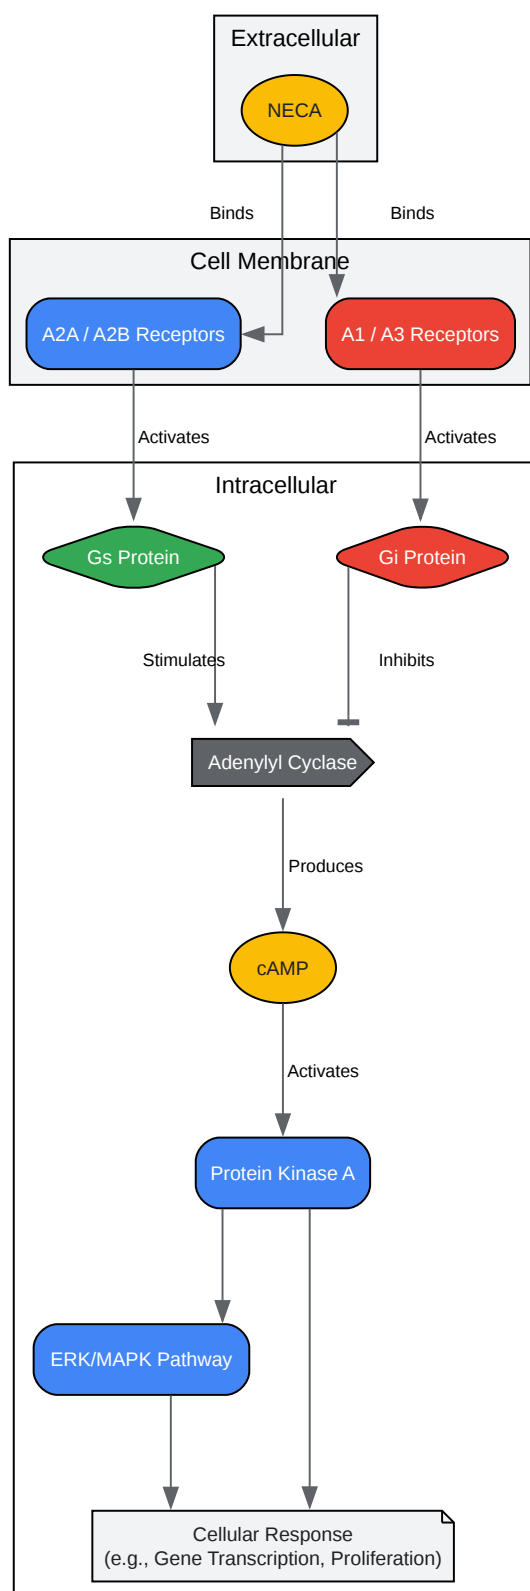 Extracellular
NECA
Binds
Binds
Cell Membrane
A2A / A2B Receptors
A1 / A3 Receptors
Activates
Activates
Intracellular
Gs Protein
Gi Protein
Stimulates
Inhibits
Adenylyl Cyclase
Produces
cAMP
Activates
Protein Kinase A
ERK/MAPK Pathway
Cellular Response
(e.g., Gene Transcription, Proliferation)